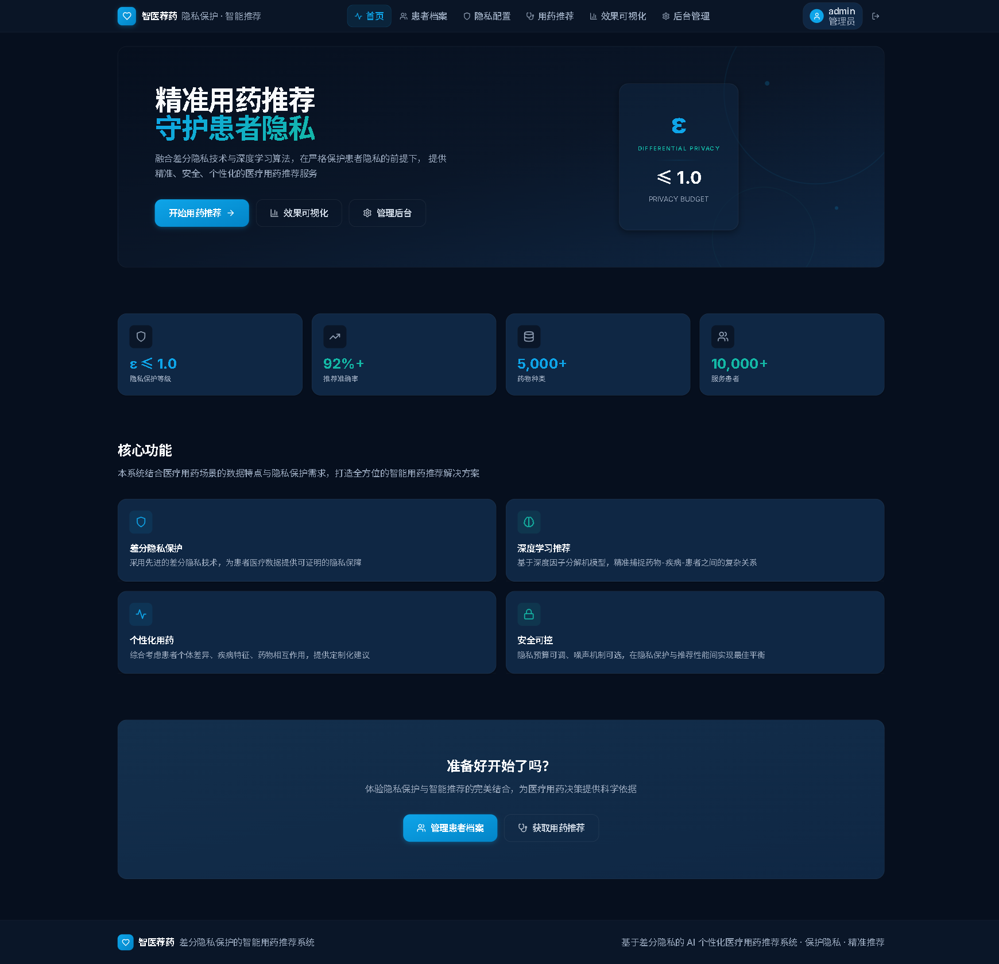 智医荐药 隐私保护 · 智能推荐
首页 患者档案 隐私配置 用药推荐 效果可视化 后台管理
admin
管理员
精准用药推荐
守护患者隐私
融合差分隐私技术与深度学习算法，在严格保护患者隐私的前提下， 提供
精准、安全、个性化的医疗用药推荐服务
开始用药推荐 → 效果可视化 管理后台
ε
DIFFERENTIAL PRIVACY
⩽ 1.0
PRIVACY BUDGET
ε ⩽ 1.0
隐私保护等级
92%+
推荐准确率
5,000+
药物种类
10,000+
服务患者
核心功能
本系统结合医疗用药场景的数据特点与隐私保护需求，打造全方位的智能用药推荐解决方案
差分隐私保护
采用先进的差分隐私技术，为患者医疗数据提供可证明的隐私保障
深度学习推荐
基于深度因子分解机模型，精准捕捉药物-疾病-患者之间的复杂关系
个性化用药
综合考虑患者个体差异、疾病特征、药物相互作用，提供定制化建议
安全可控
隐私预算可调、噪声机制可选，在隐私保护与推荐性能间实现最佳平衡
准备好开始了吗？
体验隐私保护与智能推荐的完美结合，为医疗用药决策提供科学依据
管理患者档案 获取用药推荐
智医荐药 差分隐私保护的智能用药推荐系统
基于差分隐私的 AI 个性化医疗用药推荐系统 · 保护隐私 · 精准推荐